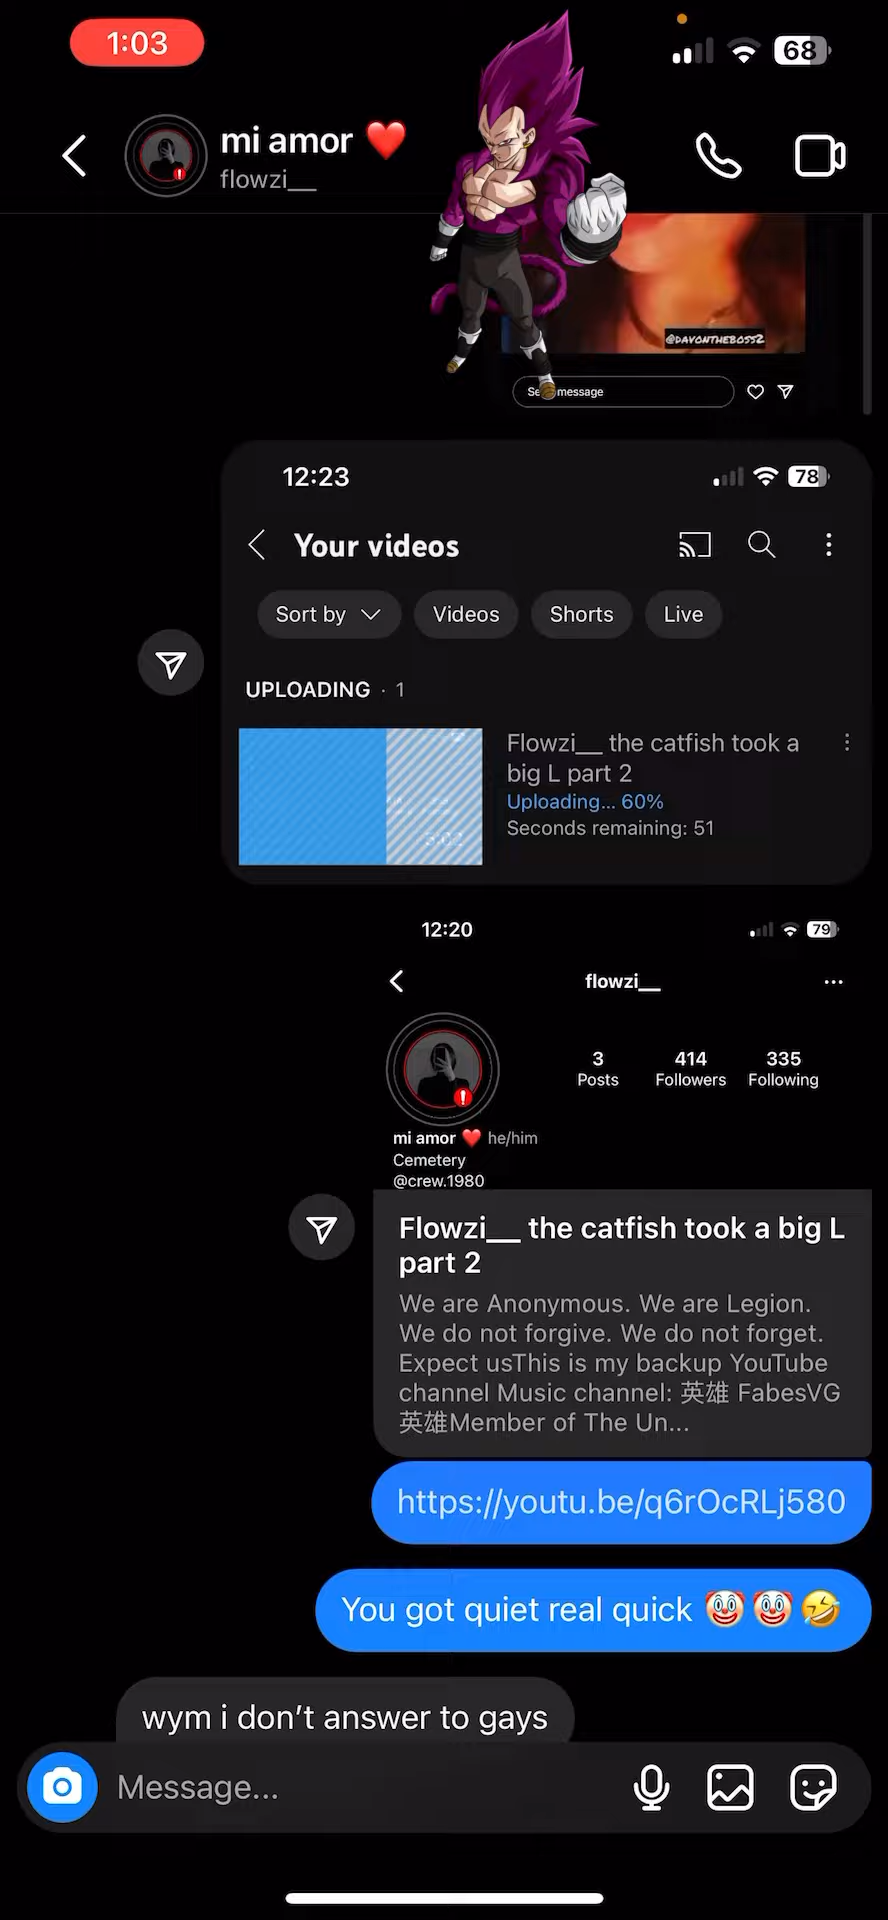 1:03
68
mi amor ❤️
flowzi__
@DAVONTHEBOSS2
message
12:23
78
Your videos
Sort by
Videos
Shorts
Live
UPLOADING · 1
Flowzi__ the catfish took a
big L part 2
Uploading... 60%
Seconds remaining: 51
12:20
79
flowzi__
3
414
335
Posts
Followers
Following
mi amor ❤️ he/him
Cemetery
@crew.1980
Flowzi__ the catfish took a big L
part 2
We are Anonymous. We are Legion.
We do not forgive. We do not forget.
Expect usThis is my backup YouTube
channel Music channel: 英雄 FabesVG
英雄Member of The Un...
https://youtu.be/q6rOcRLj580
You got quiet real quick 🤡🤡🤣
wym i don't answer to gays
Message...